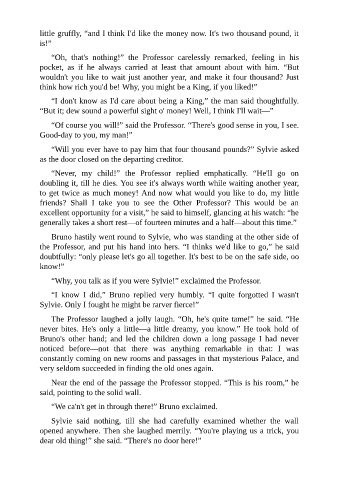 little gruffly, “and I think I'd like the money now. It's two thousand pound, it
is!”
“Oh, that's nothing!” the Professor carelessly remarked, feeling in his
pocket, as if he always carried at least that amount about with him. “But
wouldn't you like to wait just another year, and make it four thousand? Just
think how rich you'd be! Why, you might be a King, if you liked!”
“I don't know as I'd care about being a King,” the man said thoughtfully.
“But it; dew sound a powerful sight o' money! Well, I think I'll wait—”
“Of course you will!” said the Professor. “There's good sense in you, I see.
Good-day to you, my man!”
“Will you ever have to pay him that four thousand pounds?” Sylvie asked
as the door closed on the departing creditor.
“Never, my child!” the Professor replied emphatically. “He'll go on
doubling it, till he dies. You see it's always worth while waiting another year,
to get twice as much money! And now what would you like to do, my little
friends? Shall I take you to see the Other Professor? This would be an
excellent opportunity for a visit,” he said to himself, glancing at his watch: “he
generally takes a short rest—of fourteen minutes and a half—about this time.”
Bruno hastily went round to Sylvie, who was standing at the other side of
the Professor, and put his hand into hers. “I thinks we'd like to go,” he said
doubtfully: “only please let's go all together. It's best to be on the safe side, oo
know!”
“Why, you talk as if you were Sylvie!” exclaimed the Professor.
“I know I did,” Bruno replied very humbly. “I quite forgotted I wasn't
Sylvie. Only I fought he might be rarver fierce!”
The Professor laughed a jolly laugh. “Oh, he's quite tame!” he said. “He
never bites. He's only a little—a little dreamy, you know.” He took hold of
Bruno's other hand; and led the children down a long passage I had never
noticed before—not that there was anything remarkable in that: I was
constantly coming on new rooms and passages in that mysterious Palace, and
very seldom succeeded in finding the old ones again.
Near the end of the passage the Professor stopped. “This is his room,” he
said, pointing to the solid wall.
“We ca'n't get in through there!” Bruno exclaimed.
Sylvie said nothing, till she had carefully examined whether the wall
opened anywhere. Then she laughed merrily. “You're playing us a trick, you
dear old thing!” she said. “There's no door here!”